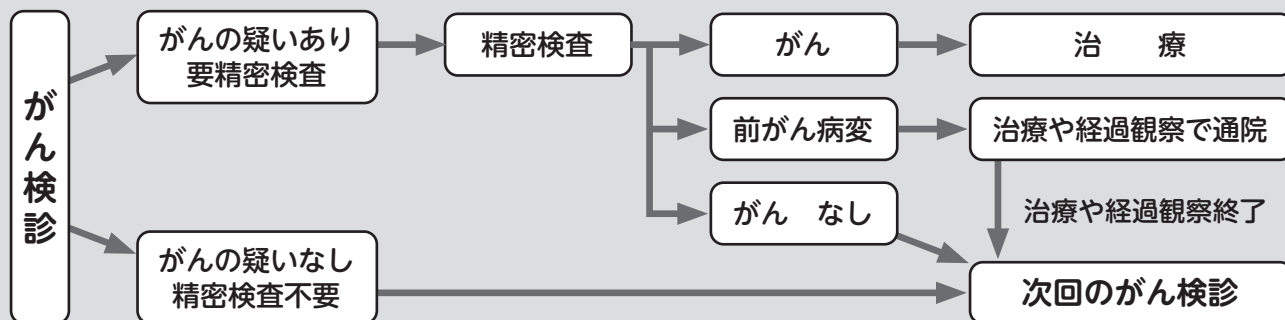 がん検診
がんの疑いあり
要精密検査
精密検査
がん
治　療
前がん病変
治療や経過観察で通院
がん　なし
治療や経過観察終了
がんの疑いなし
精密検査不要
次回のがん検診